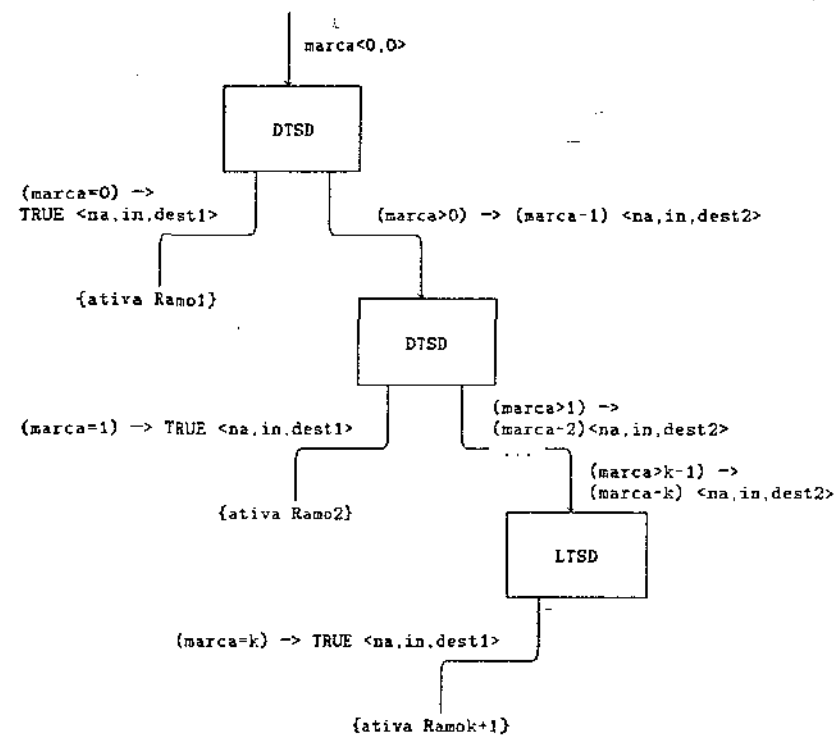 marca<0,0>
DTSD
(marca=0) ->
TRUE <na,in,dest1>
(marca>0) -> (marca-1) <na,in,dest2>
{ativa Ramo1}
DTSD
(marca=1) -> TRUE <na,in,dest1>
(marca>1) ->
(marca-2)<na,in,dest2>
...
(marca>k-1) ->
(marca-k) <na,in,dest2>
{ativa Ramo2}
LTSD
(marca=k) -> TRUE <na,in,dest1>
{ativa Ramok+1}